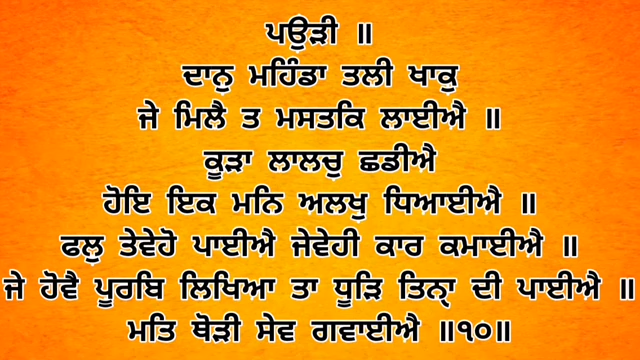 ਪਉੜੀ ॥
ਦਾਨੁ ਮਹਿੰਡਾ ਤਲੀ ਖਾਕੁ
ਜੇ ਮਿਲੈ ਤ ਮਸਤਕਿ ਲਾਈਐ ॥
ਕੂੜਾ ਲਾਲਚੁ ਛਡੀਐ
ਹੋਇ ਇਕ ਮਨਿ ਅਲਖੁ ਧਿਆਈਐ ॥
ਫਲੁ ਤੇਵੇਹੋ ਪਾਈਐ ਜੇਵੇਹੀ ਕਾਰ ਕਮਾਈਐ ॥
ਜੇ ਹੋਵੈ ਪੂਰਬਿ ਲਿਖਿਆ ਤਾ ਧੂੜਿ ਤਿਨੑਾ ਦੀ ਪਾਈਐ ॥
ਮਤਿ ਥੋੜੀ ਸੇਵ ਗਵਾਈਐ ॥੧੦॥